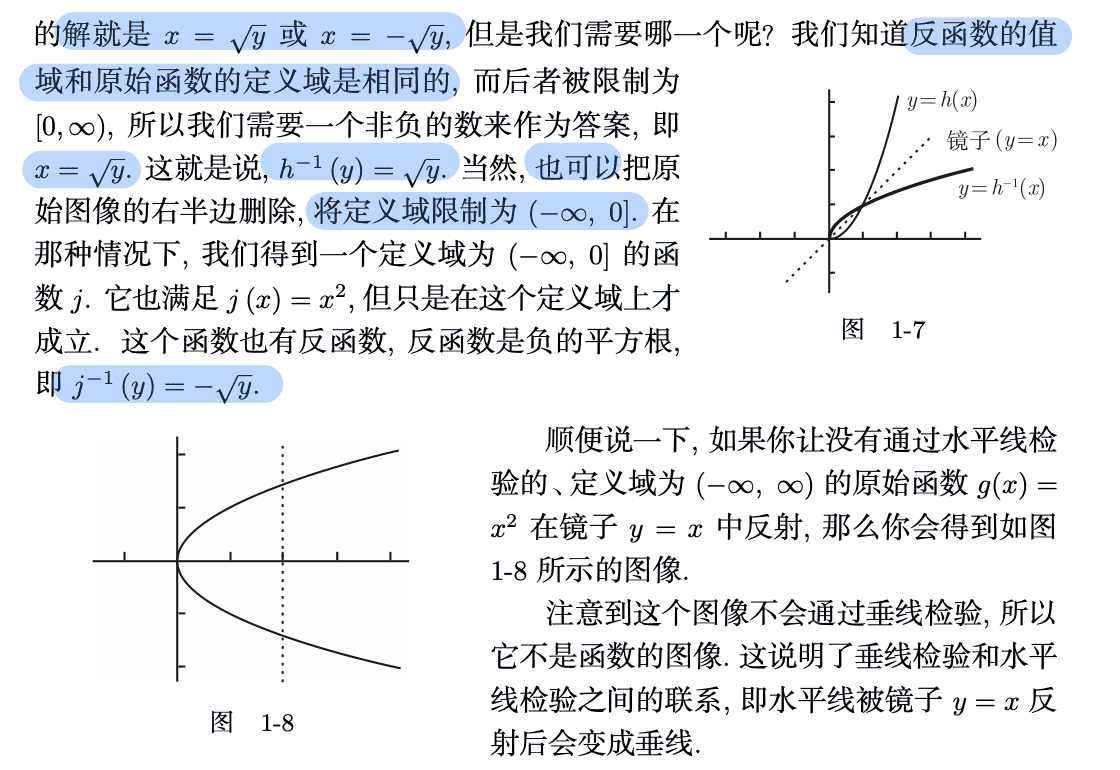 的解就是 x = √y 或 x = −√y, 但是我们需要哪一个呢? 我们知道反函数的值
域和原始函数的定义域是相同的, 而后者被限制为
[0, ∞), 所以我们需要一个非负的数来作为答案, 即
x = √y. 这就是说, h⁻¹ (y) = √y. 当然, 也可以把原
始图像的右半边删除, 将定义域限制为 (−∞, 0]. 在
那种情况下, 我们得到一个定义域为 (−∞, 0] 的函
数 j. 它也满足 j (x) = x², 但只是在这个定义域上才
成立. 这个函数也有反函数, 反函数是负的平方根,
即 j⁻¹ (y) = −√y.
y = h(x)
镜子 (y = x)
y = h⁻¹(x)
图 1-7
图 1-8
顺便说一下, 如果你让没有通过水平线检
验的、定义域为 (−∞, ∞) 的原始函数 g(x) =
x² 在镜子 y = x 中反射, 那么你会得到如图
1-8 所示的图像.
注意到这个图像不会通过垂线检验, 所以
它不是函数的图像. 这说明了垂线检验和水平
线检验之间的联系, 即水平线被镜子 y = x 反
射后会变成垂线.